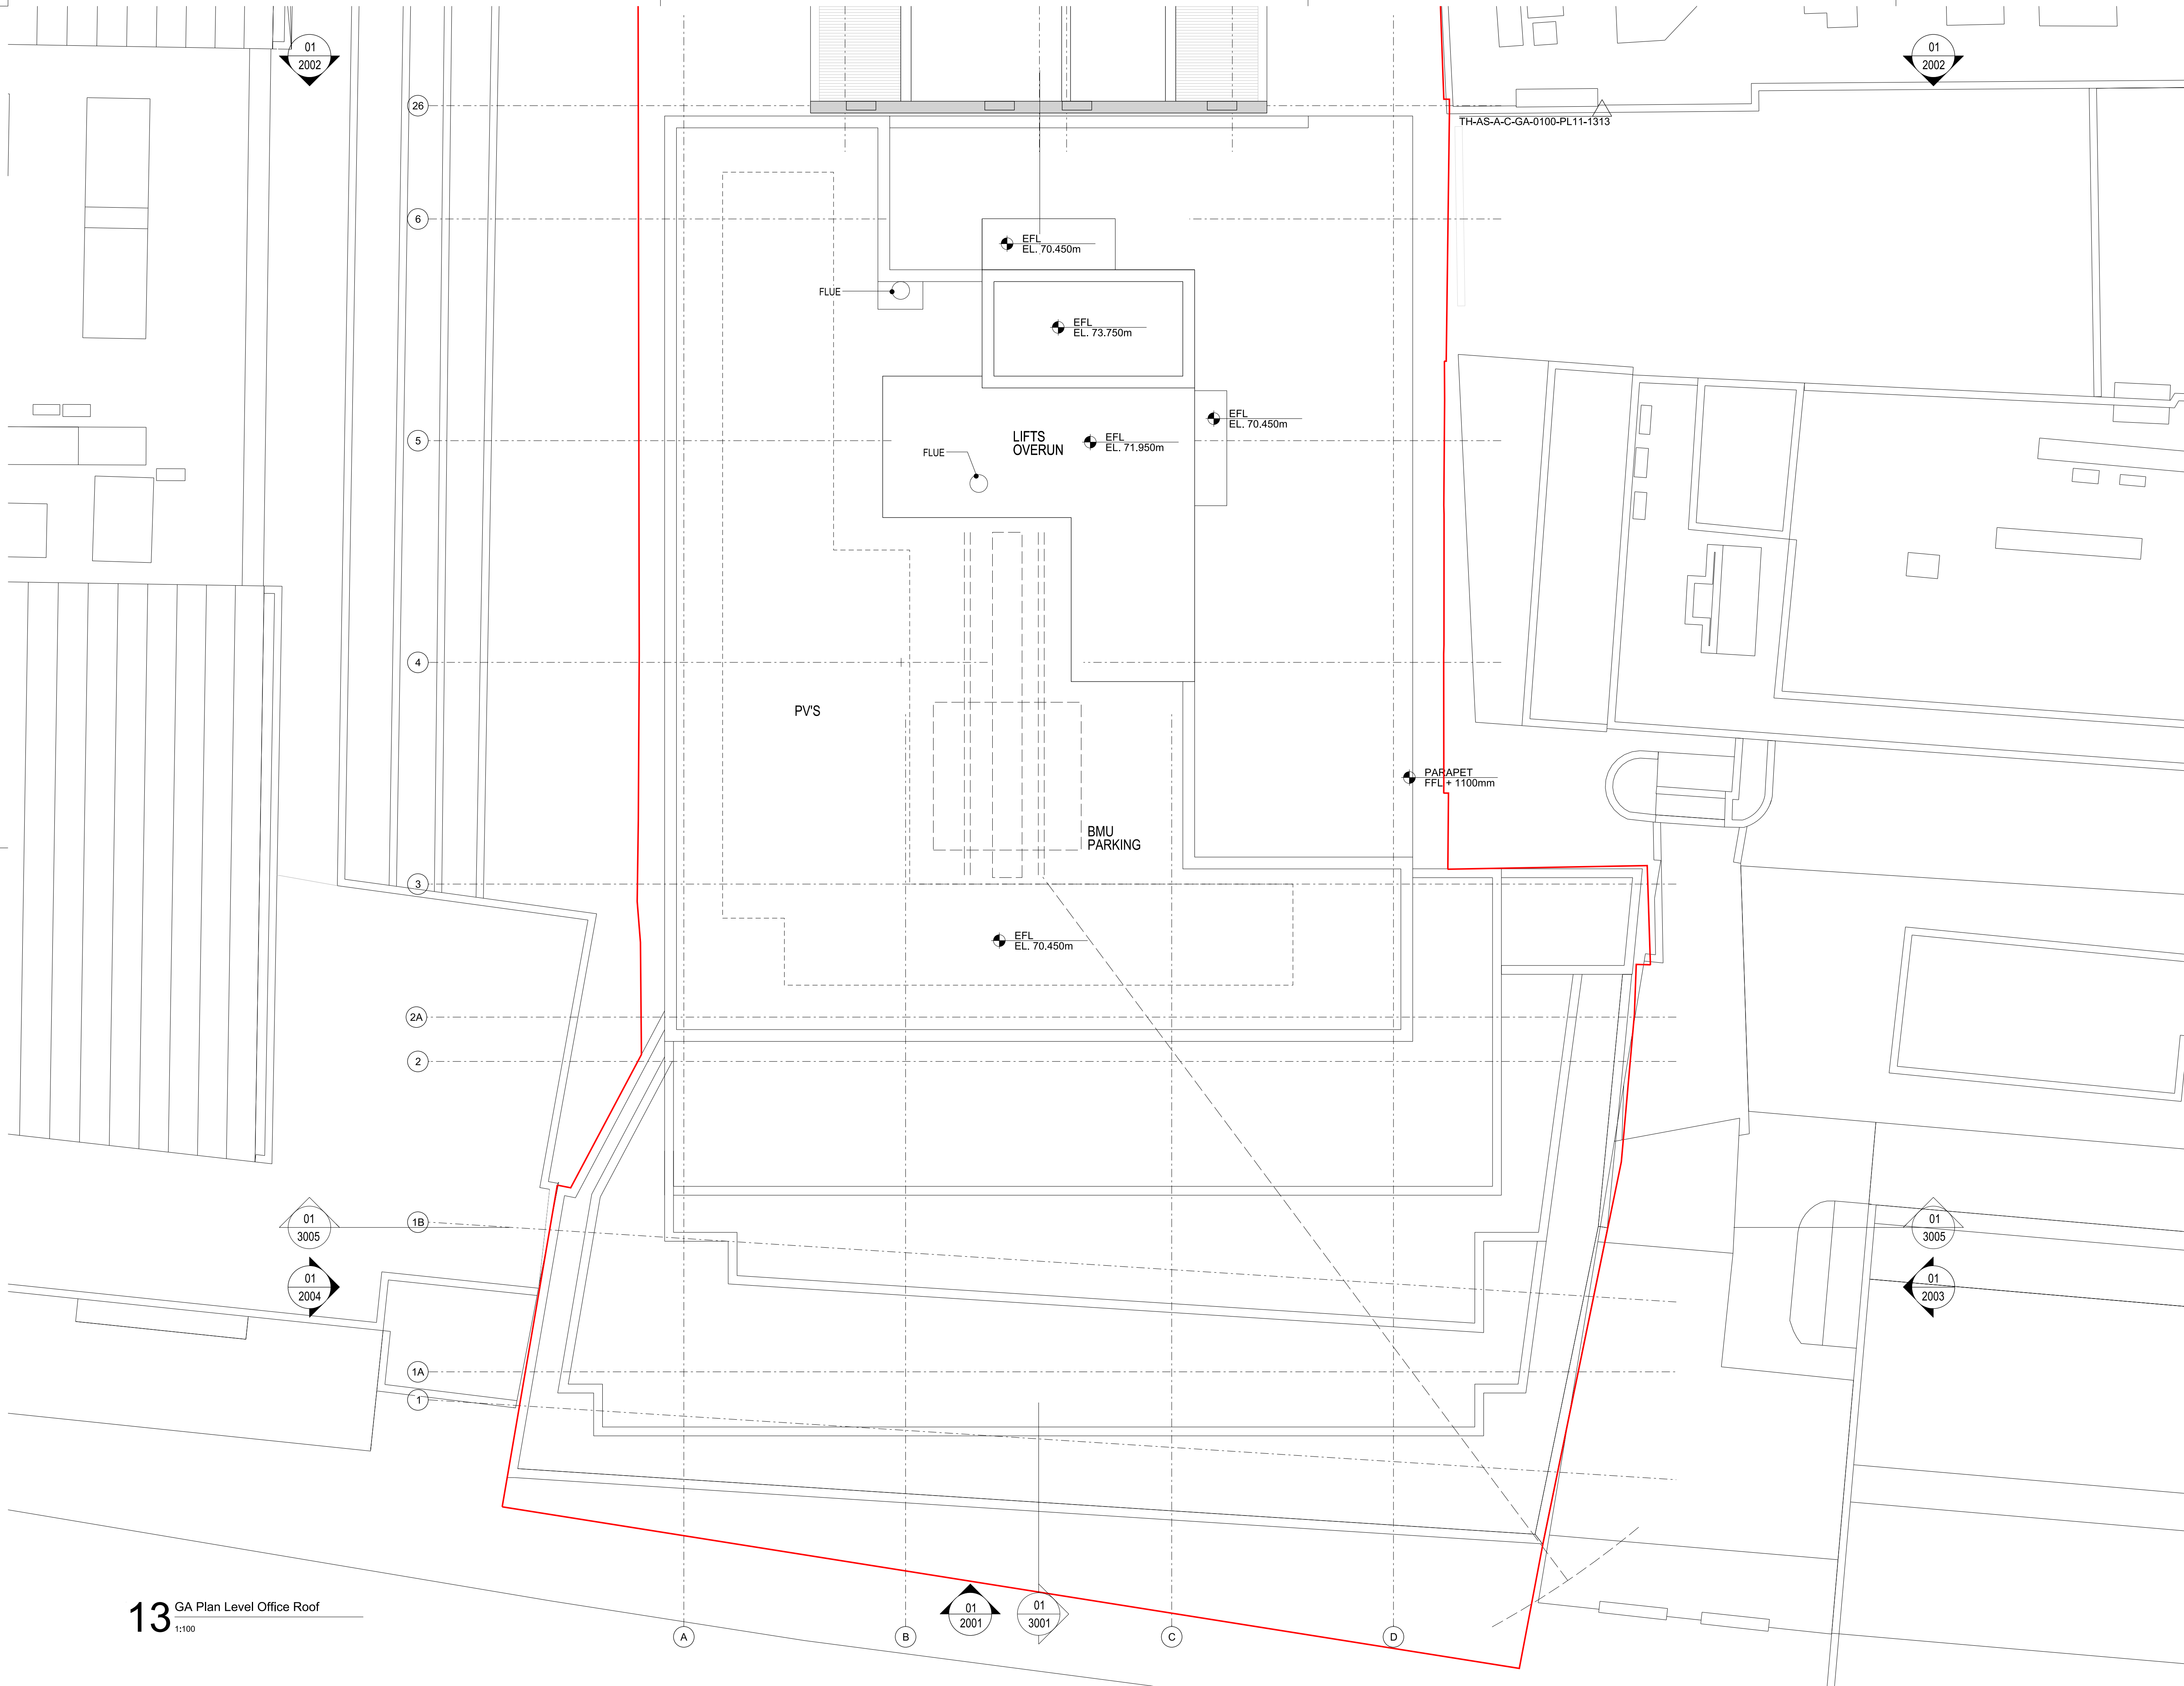 01
2002
01
2002
26
TH-AS-A-C-GA-0100-PL11-1313
6
EFL
EL. 70.450m
FLUE
EFL
EL. 73.750m
EFL
EL. 70.450m
5
LIFTS
OVERUN
EFL
EL. 71.950m
FLUE
4
PV'S
PARAPET
FFL + 1100mm
BMU
PARKING
3
EFL
EL. 70.450m
2A
2
1B
01
3005
01
3005
01
2004
01
2003
1A
1
13
GA Plan Level Office Roof
1:100
01
2001
01
3001
A
B
C
D